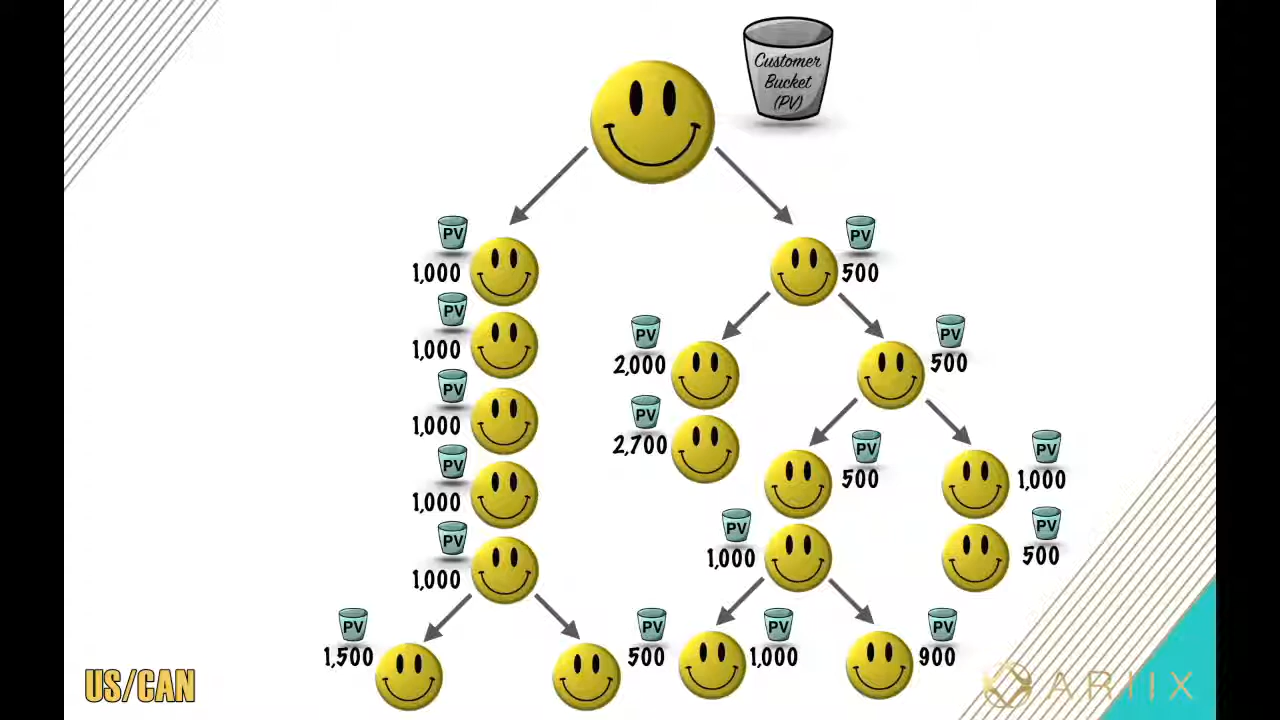 Customer
Bucket
(PV)
PV
1,000
PV
500
PV
1,000
PV
2,000
PV
500
PV
1,000
PV
2,700
PV
1,000
PV
500
PV
1,000
PV
1,000
PV
500
PV
1,000
PV
1,500
PV
500
PV
1,000
PV
900
US/CAN
ARIIX